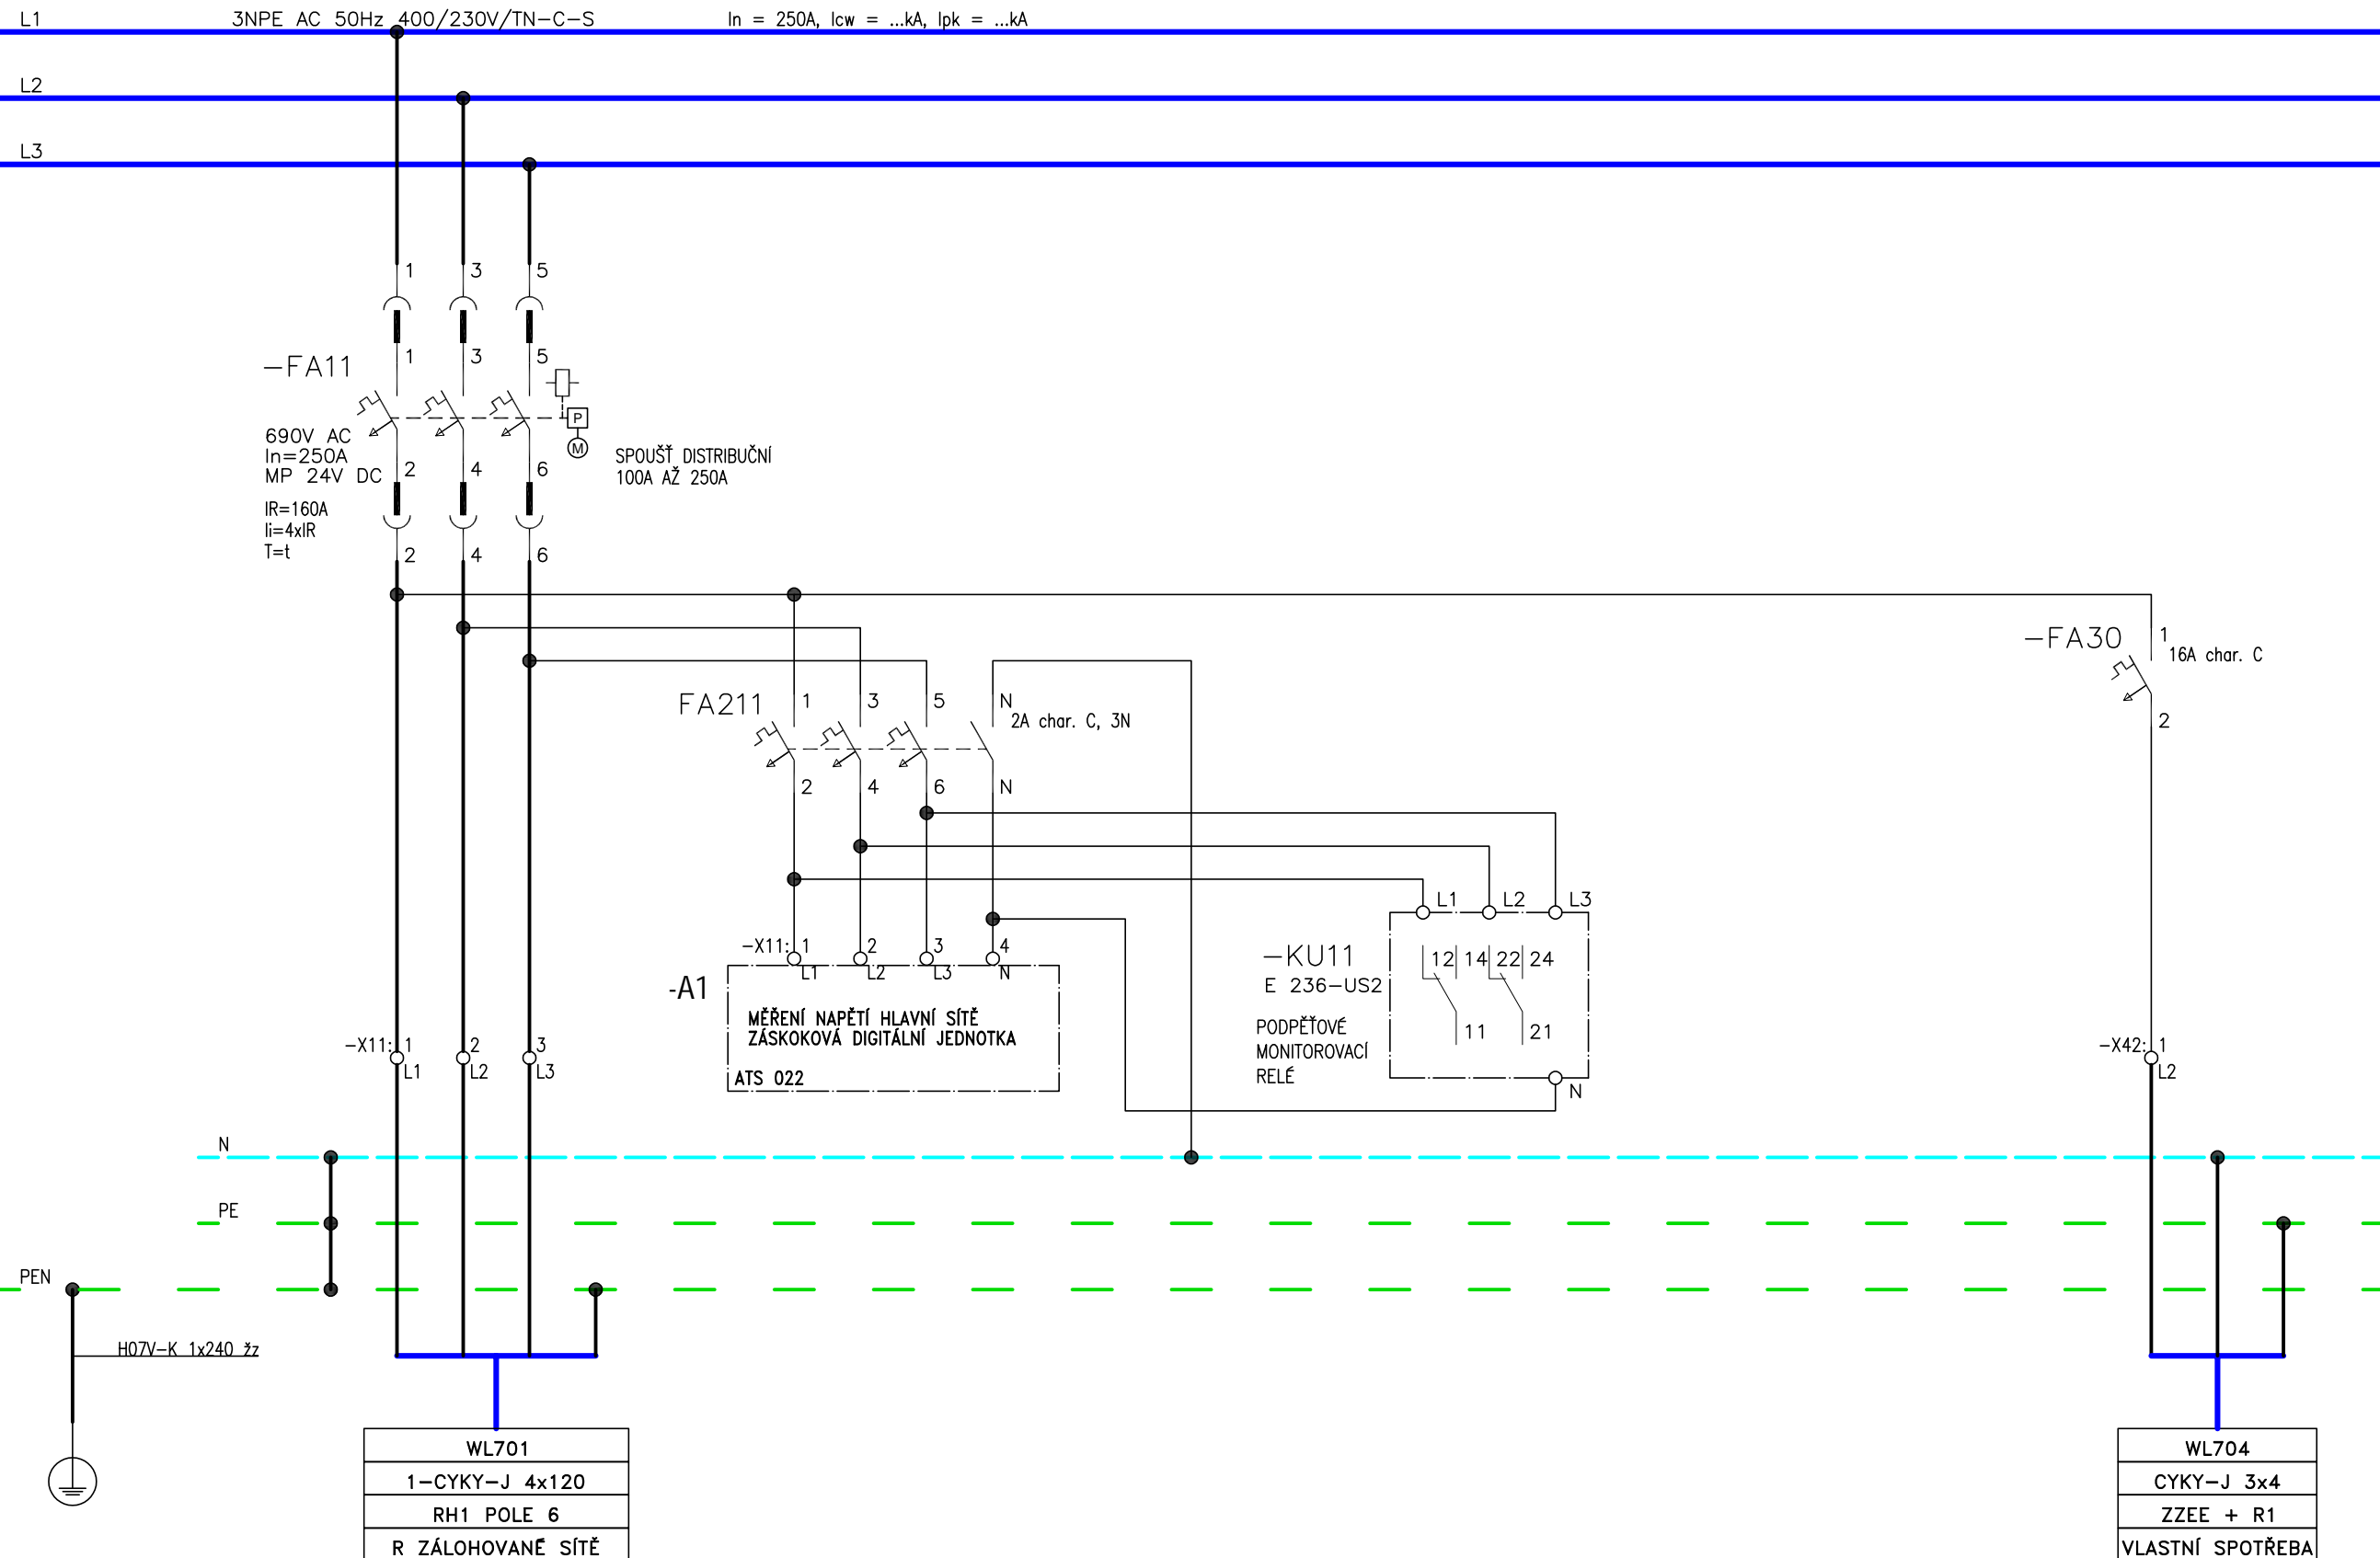 L1
3NPE AC 50Hz 400/230V/TN-C-S
In = 250A, Icw = ...kA, Ipk = ...kA
L2
L3
1
3
5
-FA11
1
3
5
P
M
690V AC
In=250A
MP 24V DC
2
4
6
SPOUŠŤ DISTRIBUČNÍ
100A AŽ 250A
IR=160A
Ii=4xIR
T=t
2
4
6
-FA30
1
16A char. C
2
FA211
1
3
5
N
2A char. C, 3N
2
4
6
N
L1
L2
L3
-X11: 1
2
3
4
L1
L2
L3
N
-A1
MĚŘENÍ NAPĚTÍ HLAVNÍ SÍTĚ
ZÁSKOKOVÁ DIGITÁLNÍ JEDNOTKA
ATS 022
-KU11
E 236-US2
PODPĚŤOVÉ
MONITOROVACÍ
RELÉ
12
14
22
24
11
21
N
-X11: 1
2
3
L1
L2
L3
-X42: 1
L2
N
PE
PEN
H07V-K 1x240 žz
WL701
1-CYKY-J 4x120
RH1 POLE 6
R ZÁLOHOVANÉ SÍTĚ
WL704
CYKY-J 3x4
ZZEE + R1
VLASTNÍ SPOTŘEBA